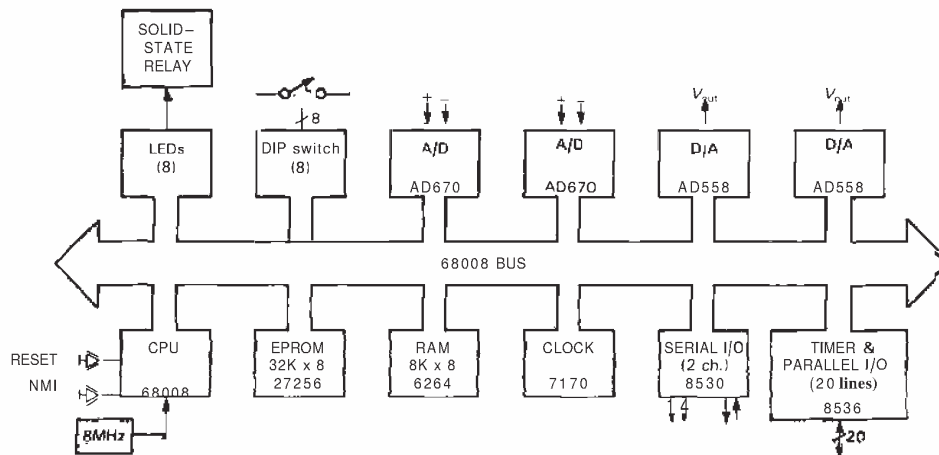 SOLID-
STATE
RELAY
8
LEDs
(8)
DIP switch
(8)
+ −
A/D
AD670
+ −
A/D
AD670
Vout
D/A
AD558
Vout
D/A
AD558
68008 BUS
RESET
NMI
CPU
68008
8MHz
EPROM
32K x 8
27256
RAM
8K x 8
6264
CLOCK
7170
SERIAL I/O
(2 ch.)
8530
TIMER &
PARALLEL I/O
(20 lines)
8536
20